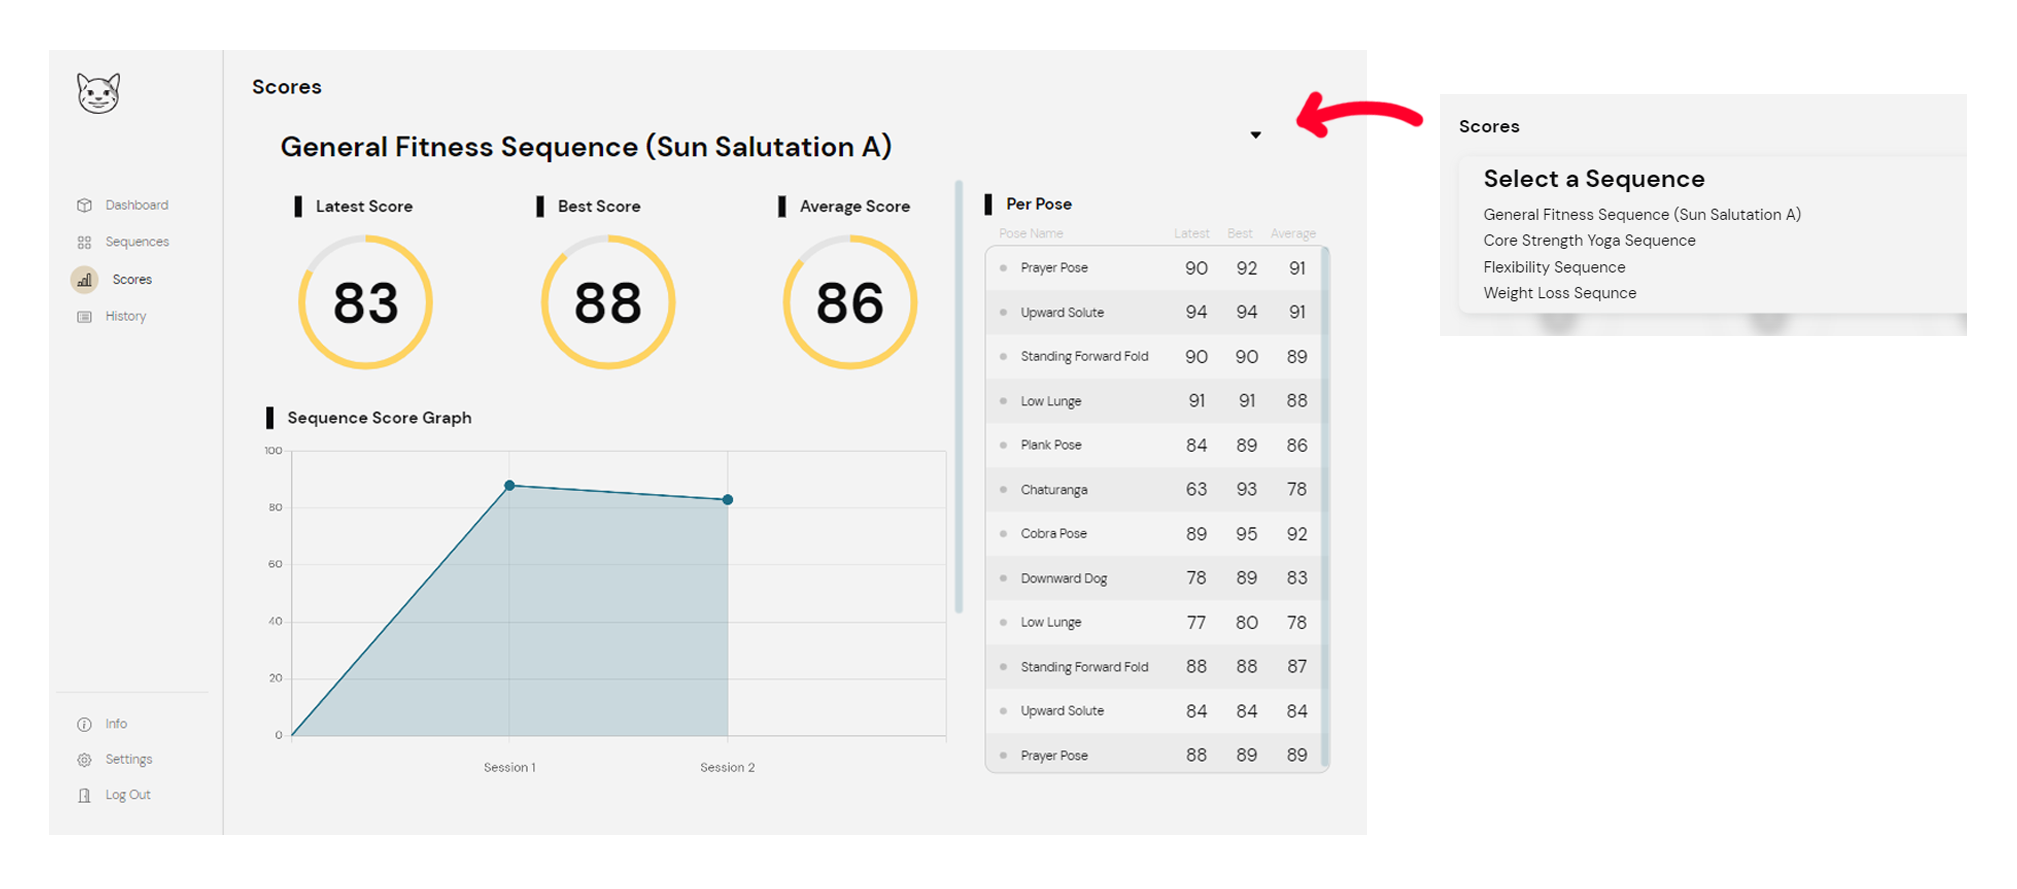 Scores
General Fitness Sequence (Sun Salutation A)
Dashboard
Sequences
Scores
History
Info
Settings
Log Out
Latest Score
83
Best Score
88
Average Score
86
Sequence Score Graph
100
80
60
40
20
0
Session 1
Session 2
Per Pose
Pose Name Latest Best Average
Prayer Pose 90 92 91
Upward Solute 94 94 91
Standing Forward Fold 90 90 89
Low Lunge 91 91 88
Plank Pose 84 89 86
Chaturanga 63 93 78
Cobra Pose 89 95 92
Downward Dog 78 89 83
Low Lunge 77 80 78
Standing Forward Fold 88 88 87
Upward Solute 84 84 84
Prayer Pose 88 89 89
Scores
Select a Sequence
General Fitness Sequence (Sun Salutation A)
Core Strength Yoga Sequence
Flexibility Sequence
Weight Loss Sequnce